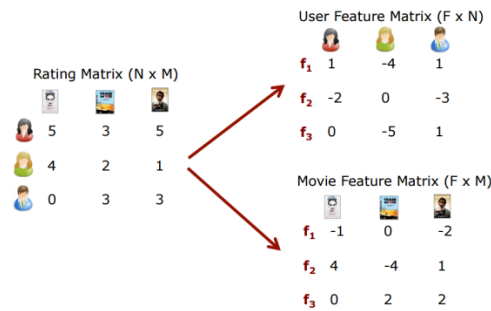 Rating Matrix (N x M)
5 3 5
4 2 1
0 3 3
User Feature Matrix (F x N)
f1 1 -4 1
f2 -2 0 -3
f3 0 -5 1
Movie Feature Matrix (F x M)
f1 -1 0 -2
f2 4 -4 1
f3 0 2 2